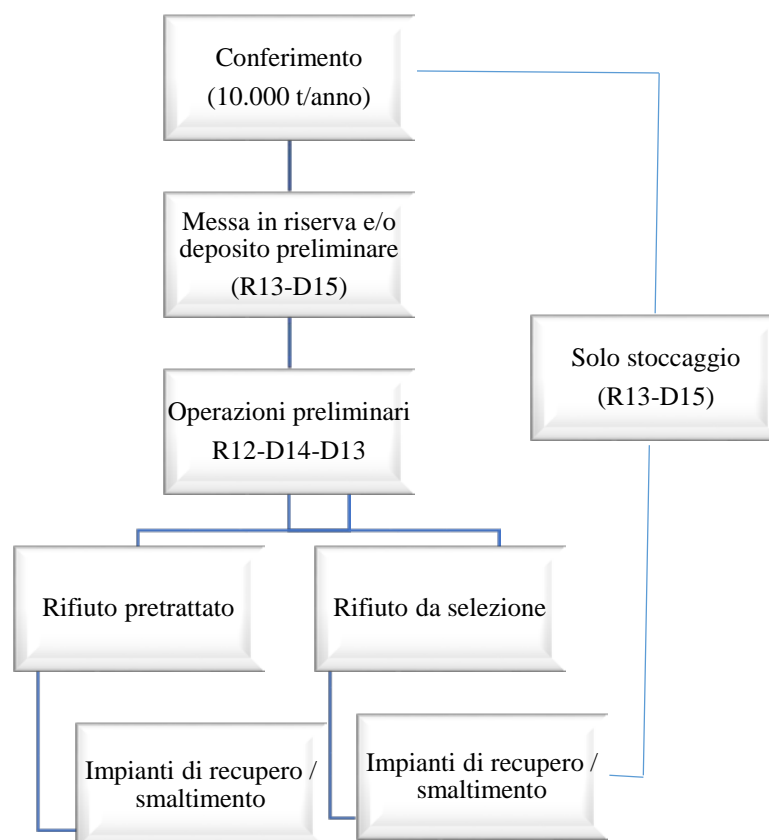 Conferimento
(10.000 t/anno)
Messa in riserva e/o
deposito preliminare
(R13-D15)
Solo stoccaggio
(R13-D15)
Operazioni preliminari
R12-D14-D13
Rifiuto pretrattato
Rifiuto da selezione
Impianti di recupero /
smaltimento
Impianti di recupero /
smaltimento